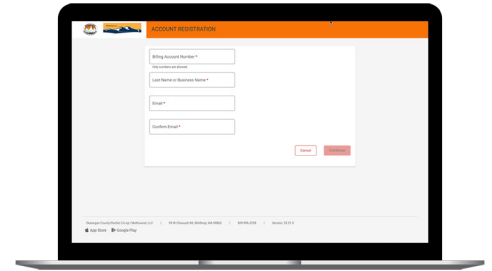 ACCOUNT REGISTRATION
Billing Account Number *
Only numbers are allowed
Last Name or Business Name *
Email *
Confirm Email *
Cancel Continue
App Store Google Play